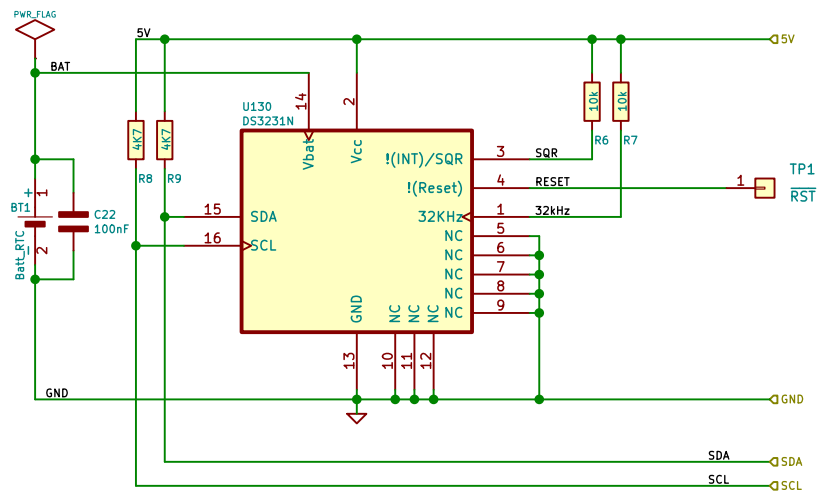 PWR_FLAG
5V
5V
BAT
U130
DS3231N
14
2
Vbat
Vcc
4K7
4K7
10k
10k
R8
R9
R6
R7
!(INT)/SQR
3
SQR
!(Reset)
4
RESET
1
TP1
RST
32KHz
1
32kHz
15
SDA
16
SCL
NC
5
NC
6
NC
7
NC
8
NC
9
+
1
BT1
C22
100nF
2
Batt_RTC
GND
NC
NC
NC
13
10
11
12
GND
GND
SDA
SDA
SCL
SCL